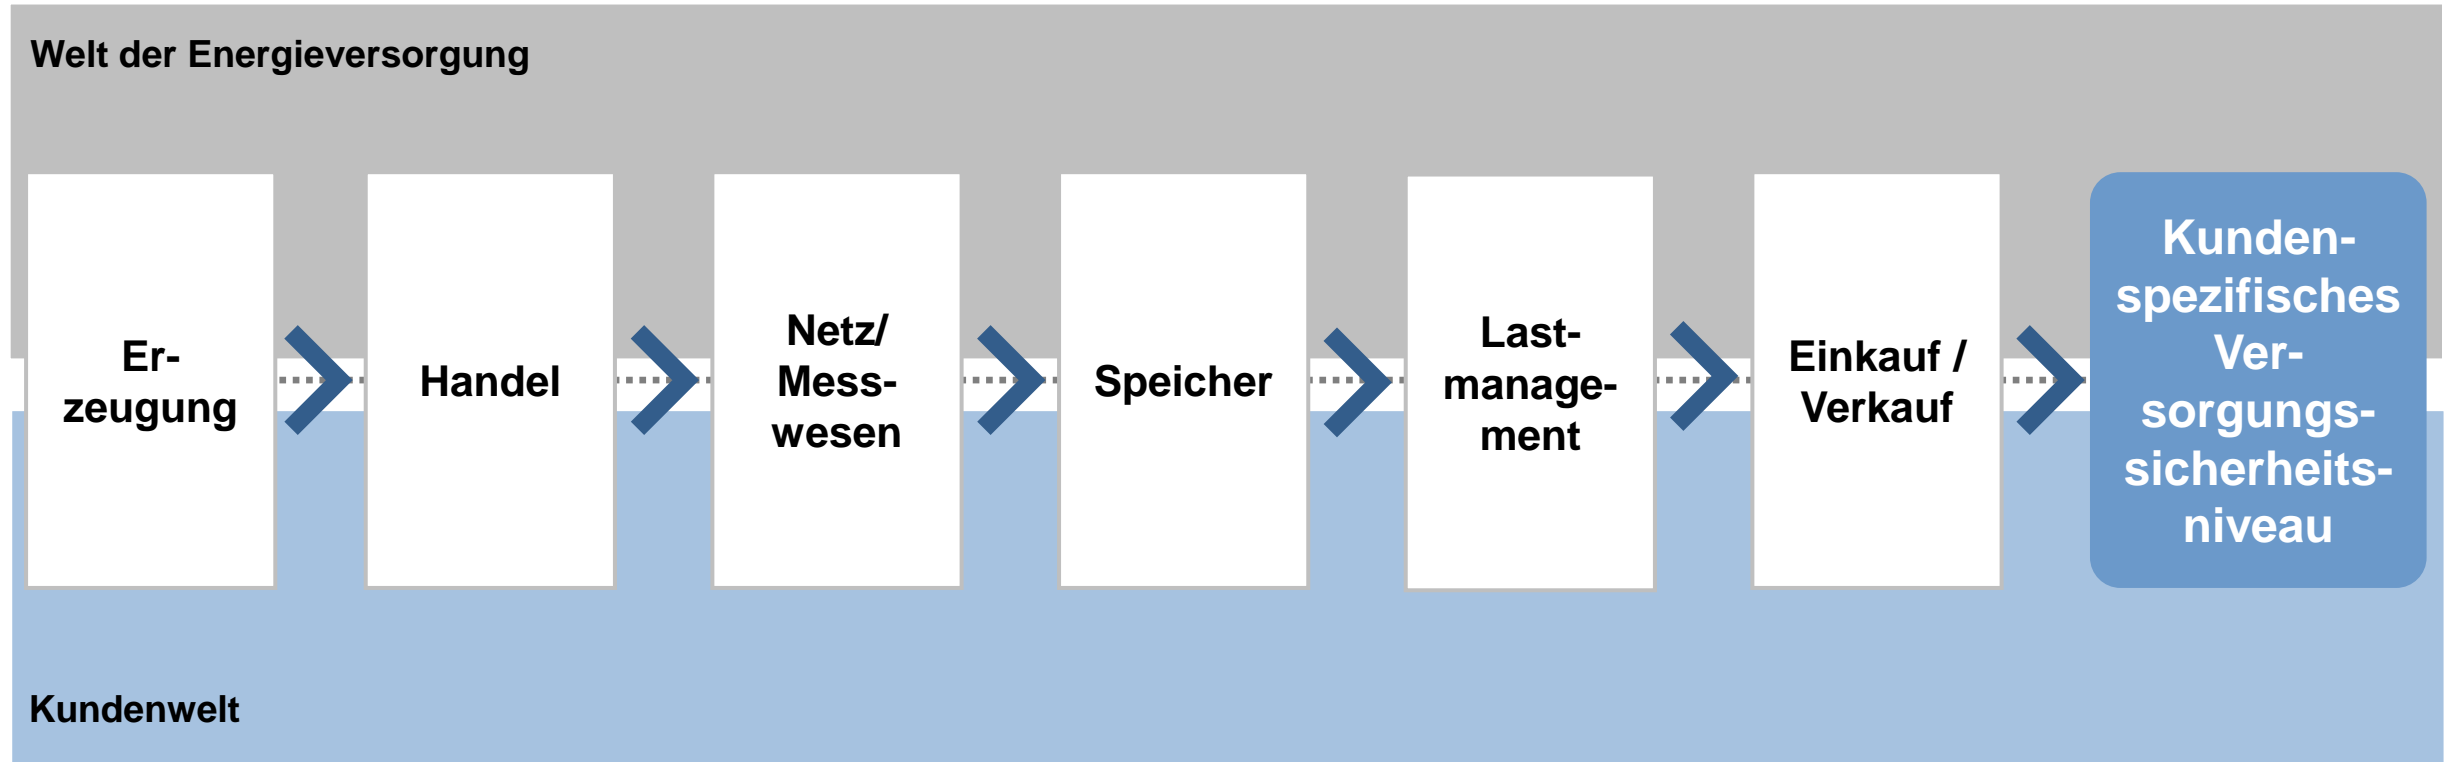 Welt der Energieversorgung
Er-
zeugung
Handel
Netz/
Mess-
wesen
Speicher
Last-
manage-
ment
Einkauf /
Verkauf
Kunden-
spezifisches
Ver-
sorgungs-
sicherheits-
niveau
Kundenwelt